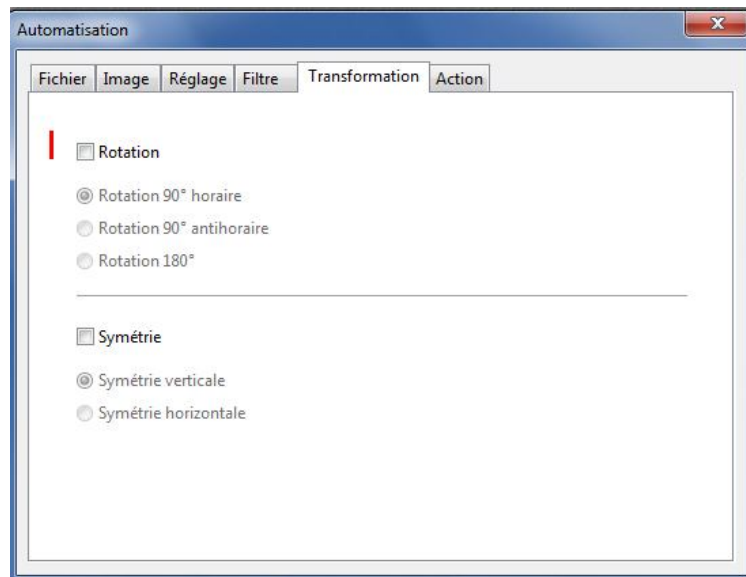 Automatisation
Fichier Image Réglage Filtre Transformation Action
Rotation
Rotation 90° horaire
Rotation 90° antihoraire
Rotation 180°
Symétrie
Symétrie verticale
Symétrie horizontale